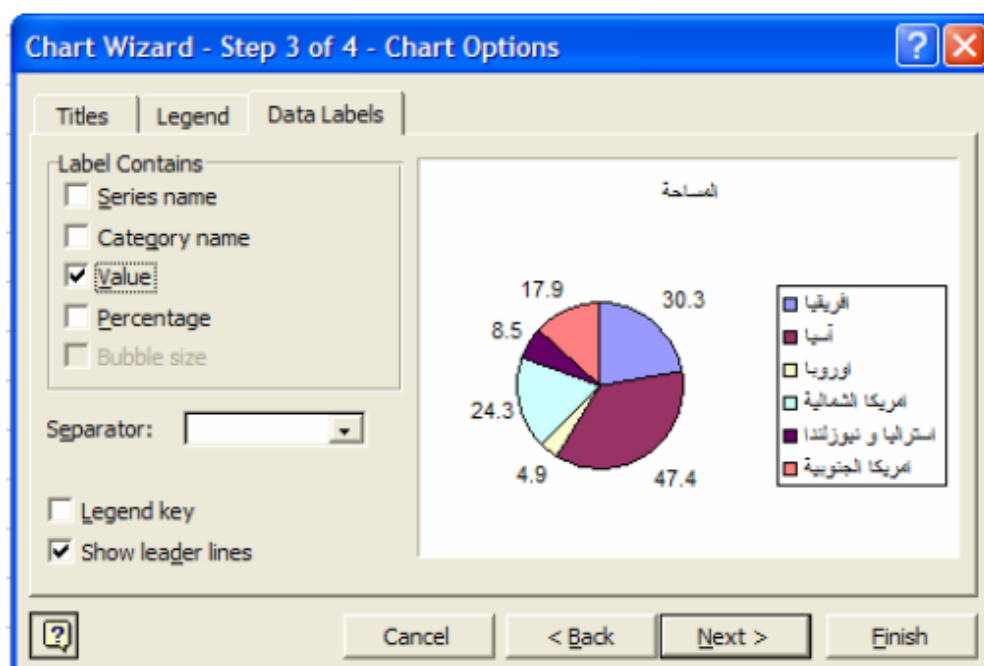 Chart Wizard - Step 3 of 4 - Chart Options
Titles
Legend
Data Labels
Label Contains
Series name
Category name
Value
Percentage
Bubble size
Separator:
Legend key
Show leader lines
المساحة
30.3
47.4
4.9
24.3
8.5
17.9
افريقيا
آسيا
اوروبا
امريكا الشمالية
استراليا و نيوزلندا
امريكا الجنوبية
Cancel
< Back
Next >
Finish